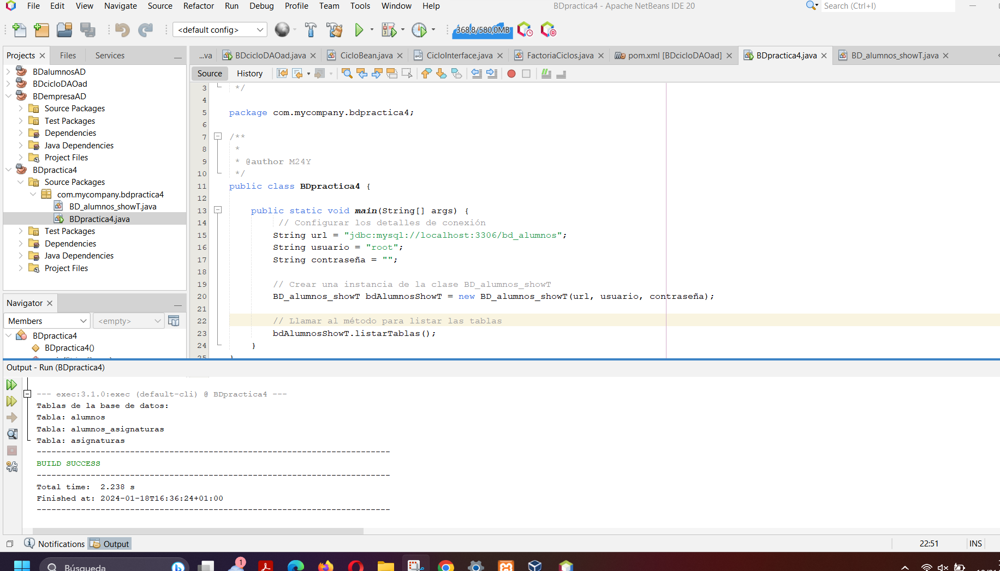 File Edit View Navigate Source Refactor Run Debug Profile Team Tools Window Help BDpractica4 - Apache NetBeans IDE 20 Search (Ctrl+I)
<default config> 368,8/580,0MB
Projects Files Services
...va BDcicloDAOad.java CicloBean.java CicloInterface.java FactoriaCiclos.java pom.xml [BDcicloDAOad] BDpractica4.java BD_alumnos_showT.java
Source History
BDalumnosAD
BDcicloDAOad
BDempresaAD
Source Packages
Test Packages
Dependencies
Java Dependencies
Project Files
BDpractica4
Source Packages
com.mycompany.bdpractica4
BD_alumnos_showT.java
BDpractica4.java
Test Packages
Dependencies
Java Dependencies
Project Files
Navigator
Members <empty>
BDpractica4
BDpractica4()
3 */
4
5 package com.mycompany.bdpractica4;
6
7 /**
8 *
9 * @author M24Y
10 */
11 public class BDpractica4 {
12
13 public static void main(String[] args) {
14 // Configurar los detalles de conexión
15 String url = "jdbc:mysql://localhost:3306/bd_alumnos";
16 String usuario = "root";
17 String contraseña = "";
18
19 // Crear una instancia de la clase BD_alumnos_showT
20 BD_alumnos_showT bdAlumnosShowT = new BD_alumnos_showT(url, usuario, contraseña);
21
22 // Llamar al método para listar las tablas
23 bdAlumnosShowT.listarTablas();
24 }
25 }
Output - Run (BDpractica4)
--- exec:3.1.0:exec (default-cli) @ BDpractica4 ---
Tablas de la base de datos:
Tabla: alumnos
Tabla: alumnos_asignaturas
Tabla: asignaturas
------------------------------------------------------------------------
BUILD SUCCESS
------------------------------------------------------------------------
Total time: 2.238 s
Finished at: 2024-01-18T16:36:24+01:00
------------------------------------------------------------------------
Notifications Output 22:51 INS
Búsqueda 1